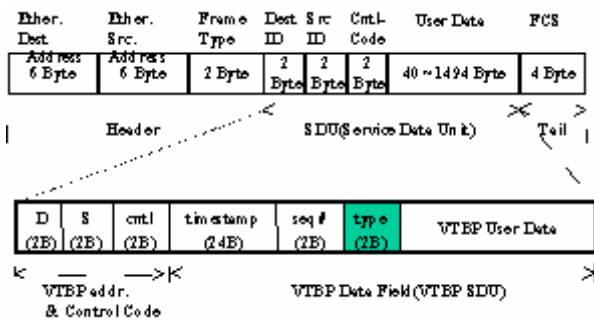 Ether. Ether. Frame Dest Src Cntl- User Data FCS
Dest. Src. Type ID ID Code
Address Address
6 Byte 6 Byte 2 Byte 2 Byte 2 Byte 2 Byte 40 ~1494 Byte 4 Byte
Header SDU(Service Data Unit) Tail
D S cntl timestamp seq # type VTBP User Data
(2B) (2B) (2B) (24B) (2B) (2B)
VTBP addr. VTBP Data Field (VTBP SDU)
& Control Code